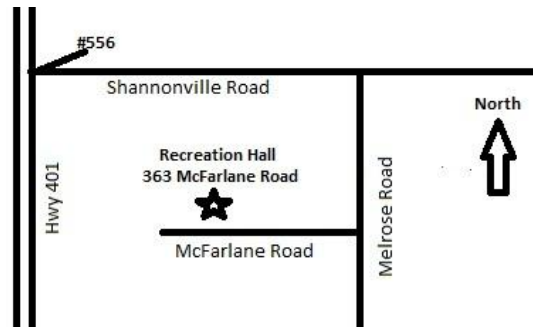 #556
Shannonville Road
North
Recreation Hall
363 McFarlane Road
Hwy 401
Melrose Road
McFarlane Road